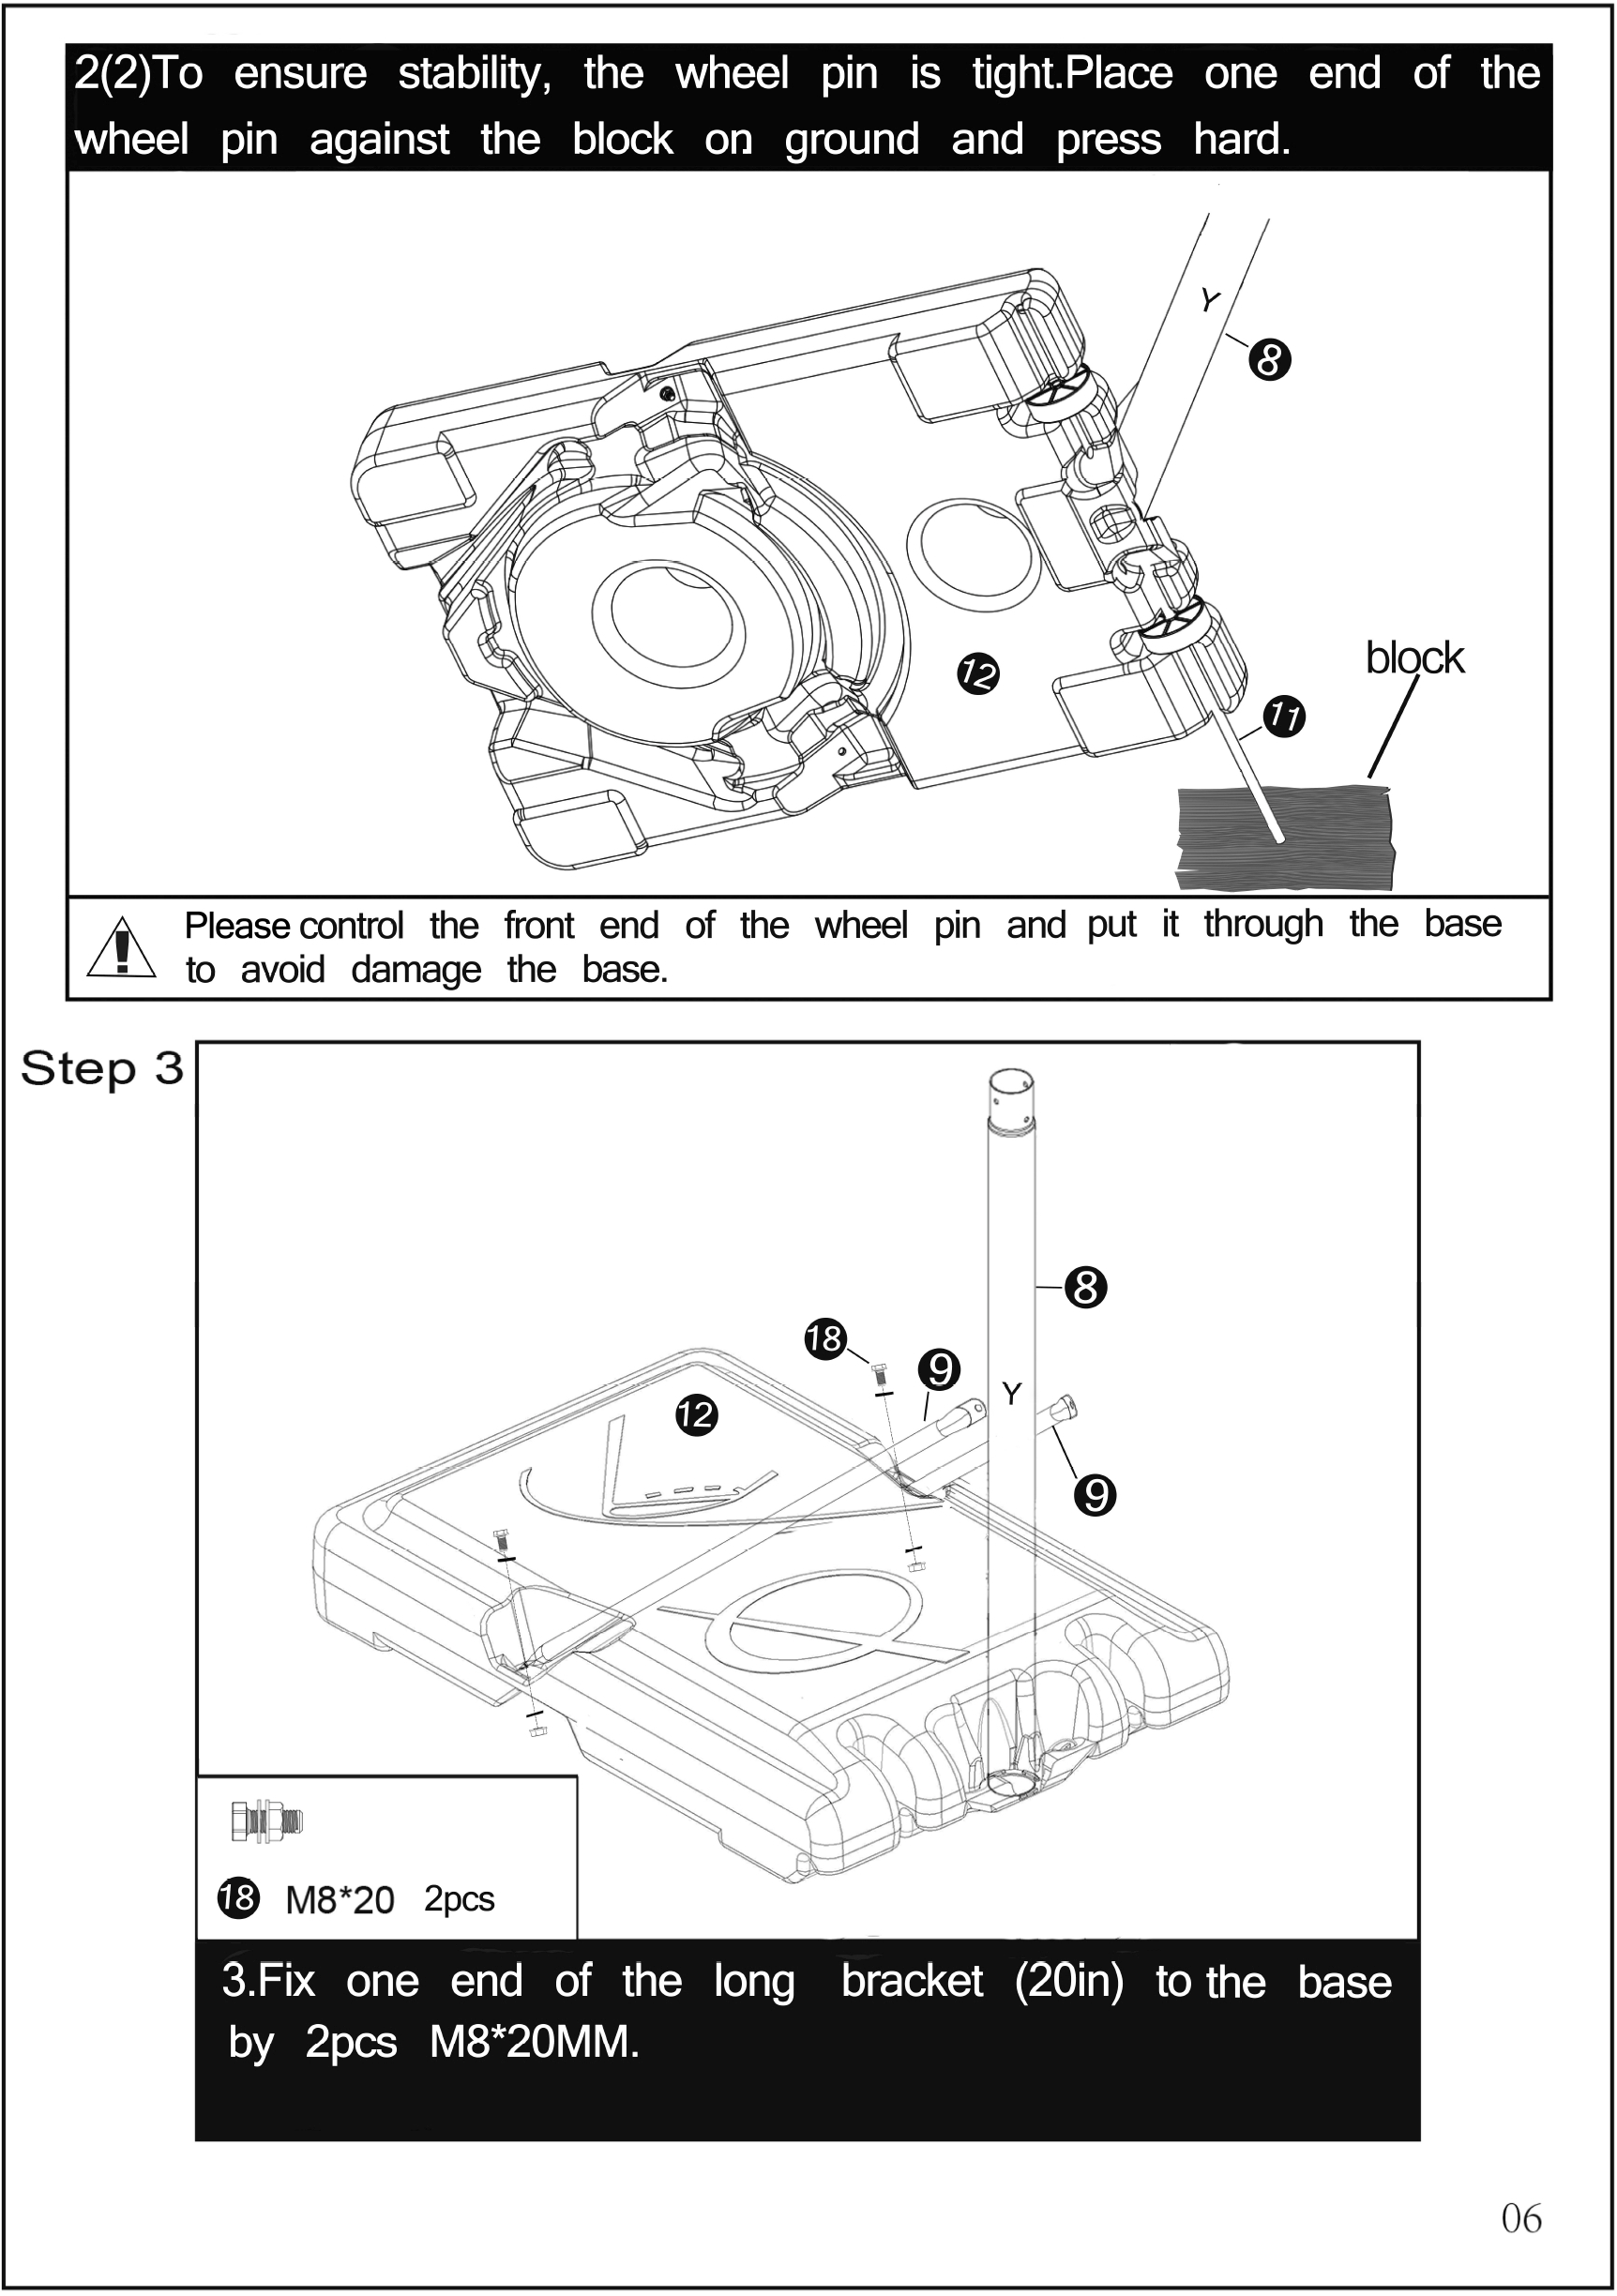 2(2)To ensure stability, the wheel pin is tight.Place one end of the
wheel pin against the block on ground and press hard.
Y
8
12
block
11
Please control the front end of the wheel pin and put it through the base
to avoid damage the base.
Step 3
8
18
9
Y
12
9
18 M8*20 2pcs
3.Fix one end of the long bracket (20in) to the base
by 2pcs M8*20MM.
06